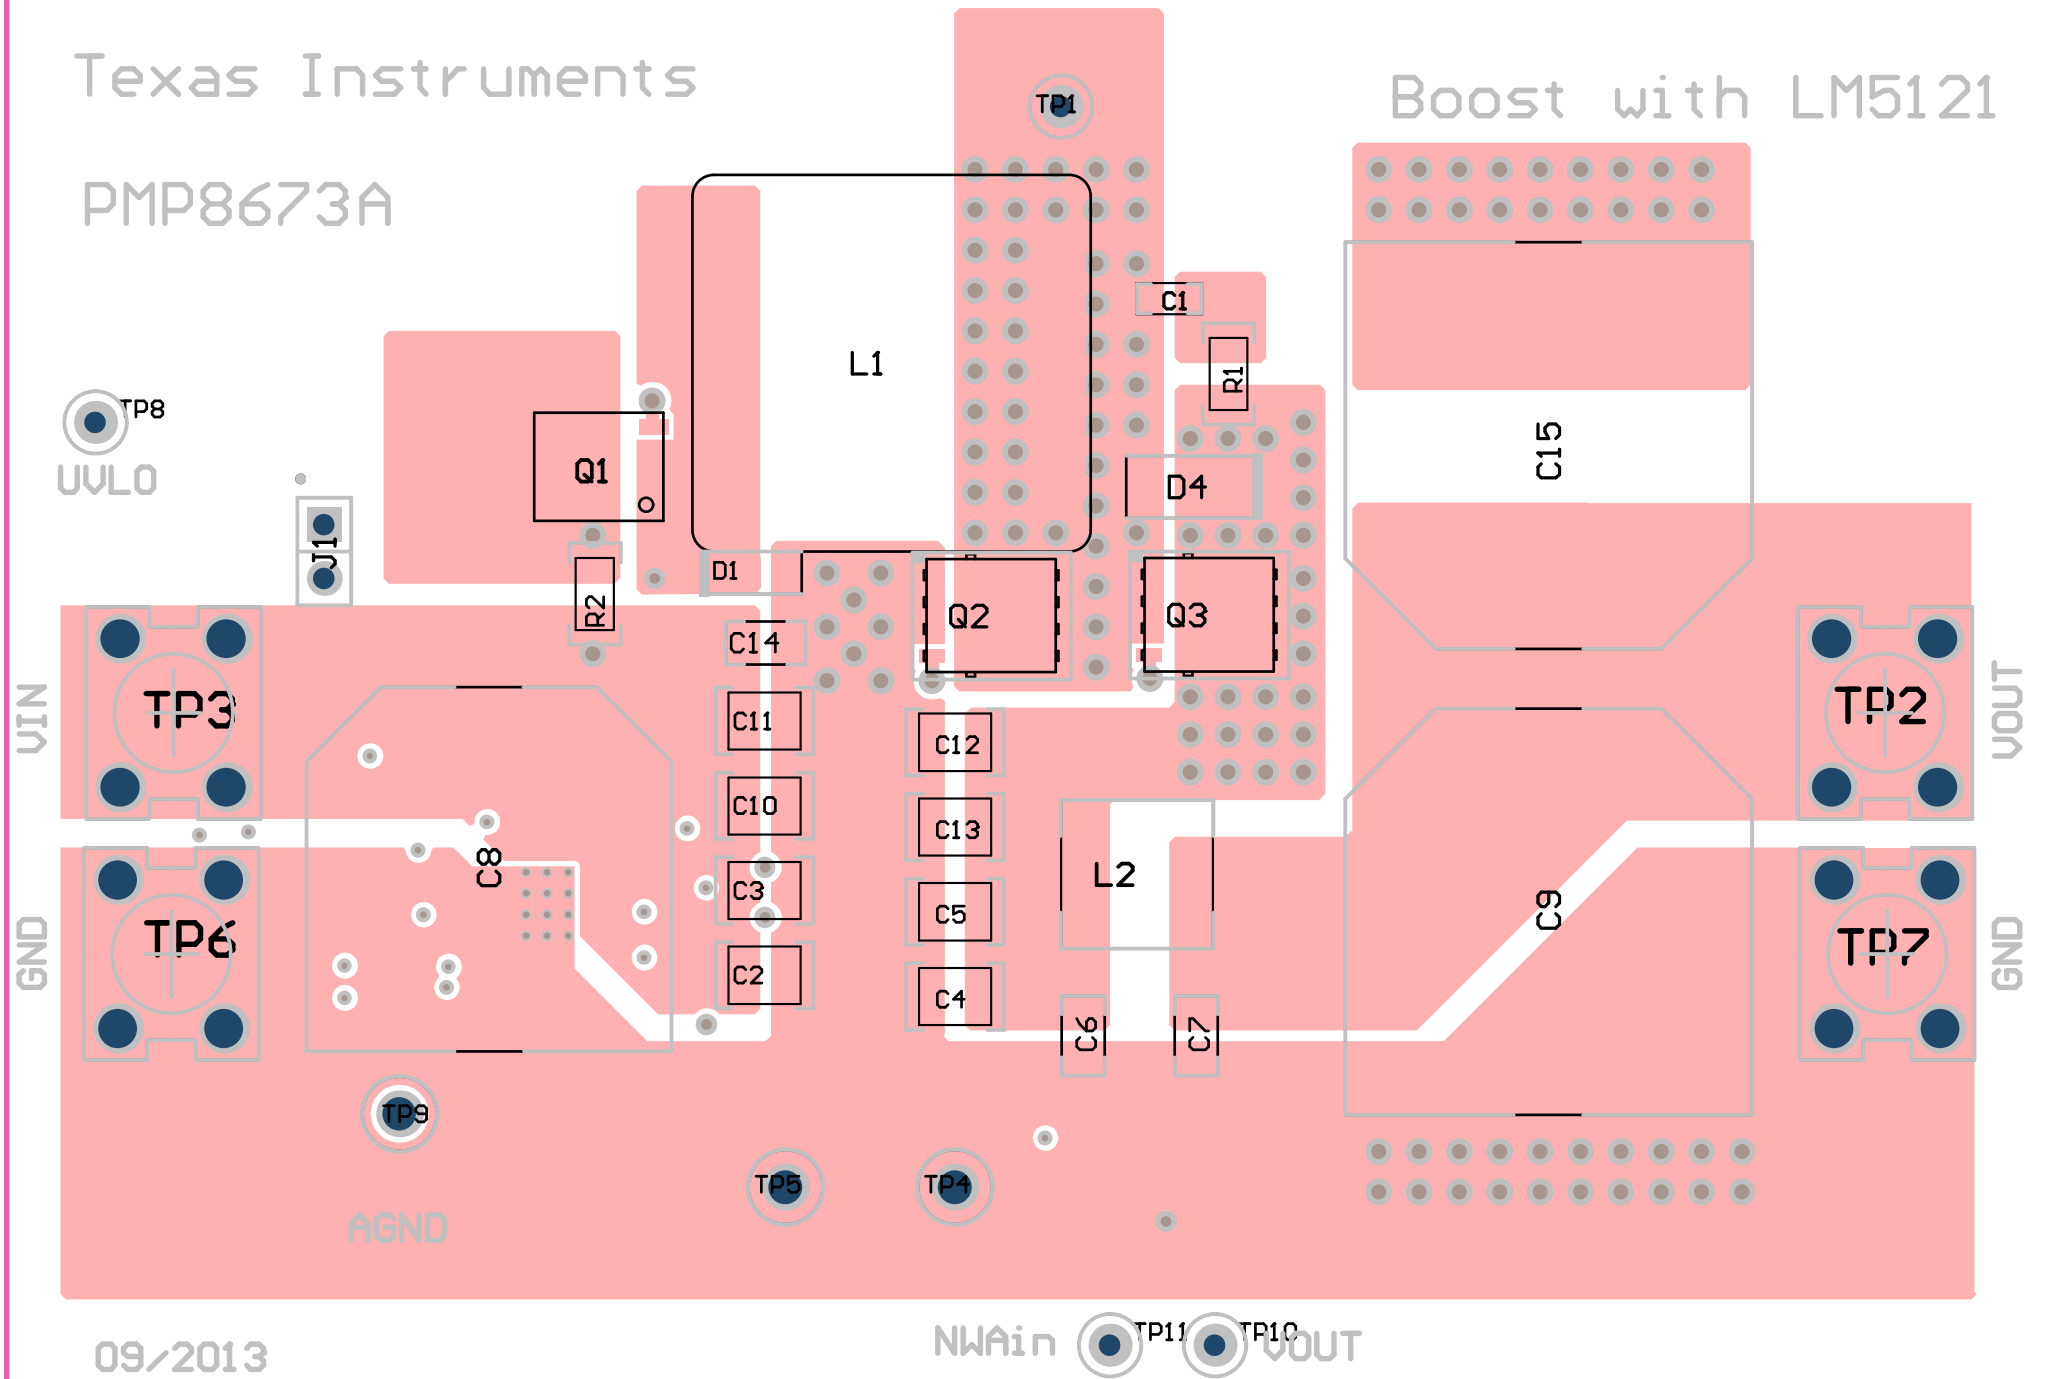 Texas Instruments
Boost with LM5121
TP1
PMP8673A
C1
L1
R1
TP8
UVLO
Q1
C15
D4
J1
D1
R2
Q2
Q3
C14
VIN
TP3
C11
C12
TP2
VOUT
C10
C13
C8
C3
C5
L2
C9
GND
TP6
C2
C4
C6
C7
TP7
GND
TP9
TP5
TP4
AGND
NWAin
TP11
TP10
VOUT
09/2013